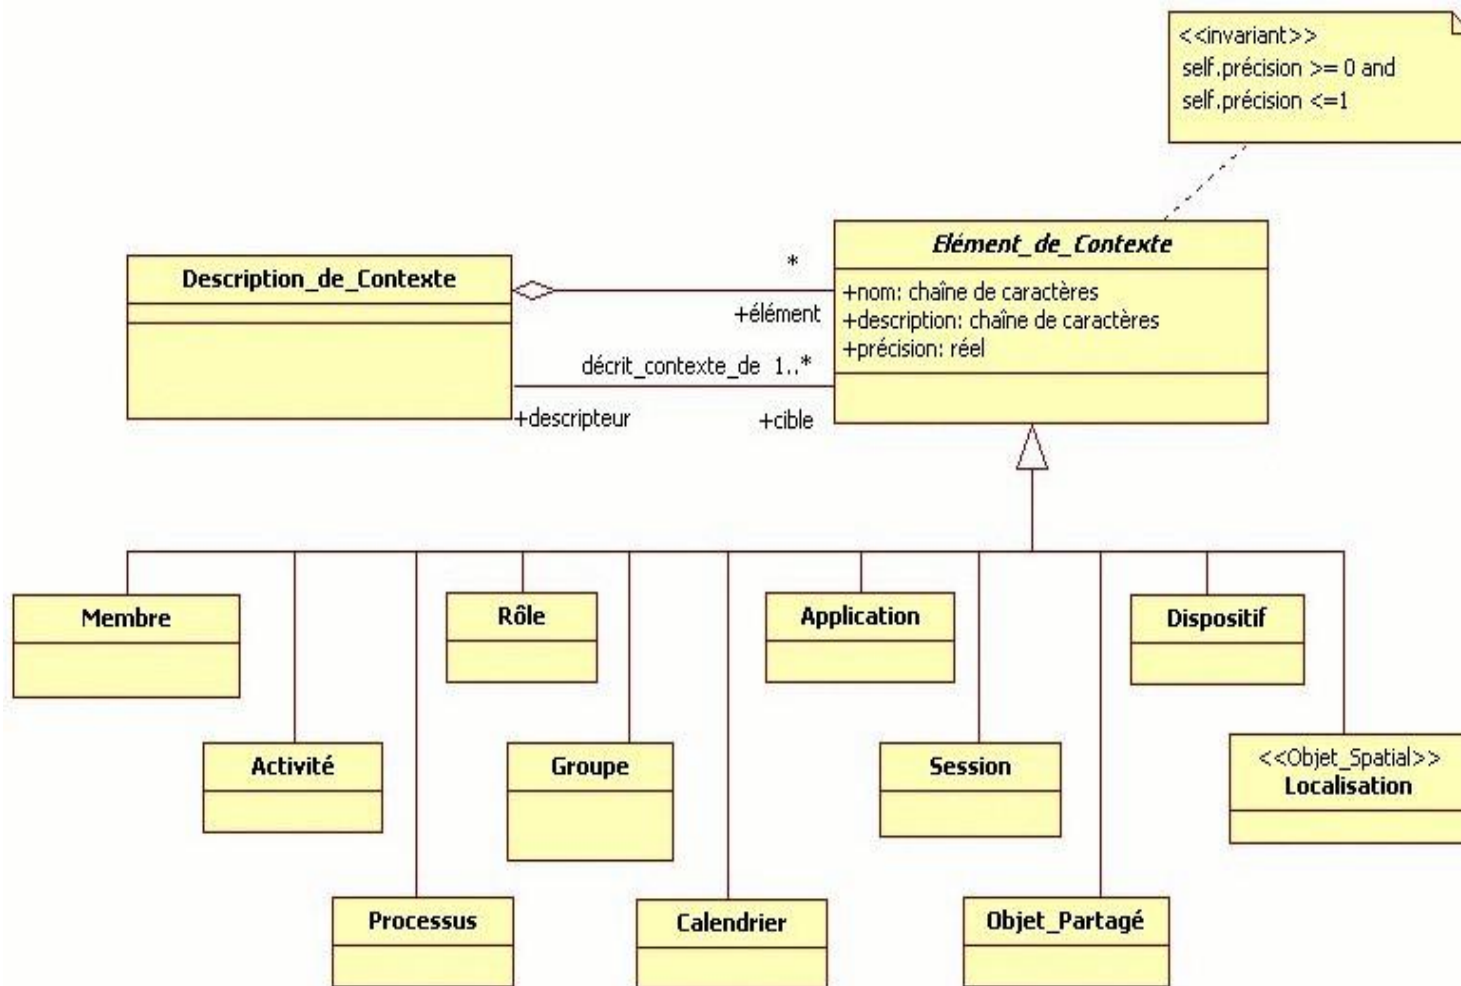 <<invariant>>
self.précision >= 0 and
self.précision <=1
Elément_de_Contexte
+nom: chaîne de caractères
+description: chaîne de caractères
+précision: réel
Description_de_Contexte
*
+élément
décrit_contexte_de 1..*
+descripteur
+cible
Membre
Rôle
Application
Dispositif
Activité
Groupe
Session
<<Objet_Spatial>>
Localisation
Processus
Calendrier
Objet_Partagé